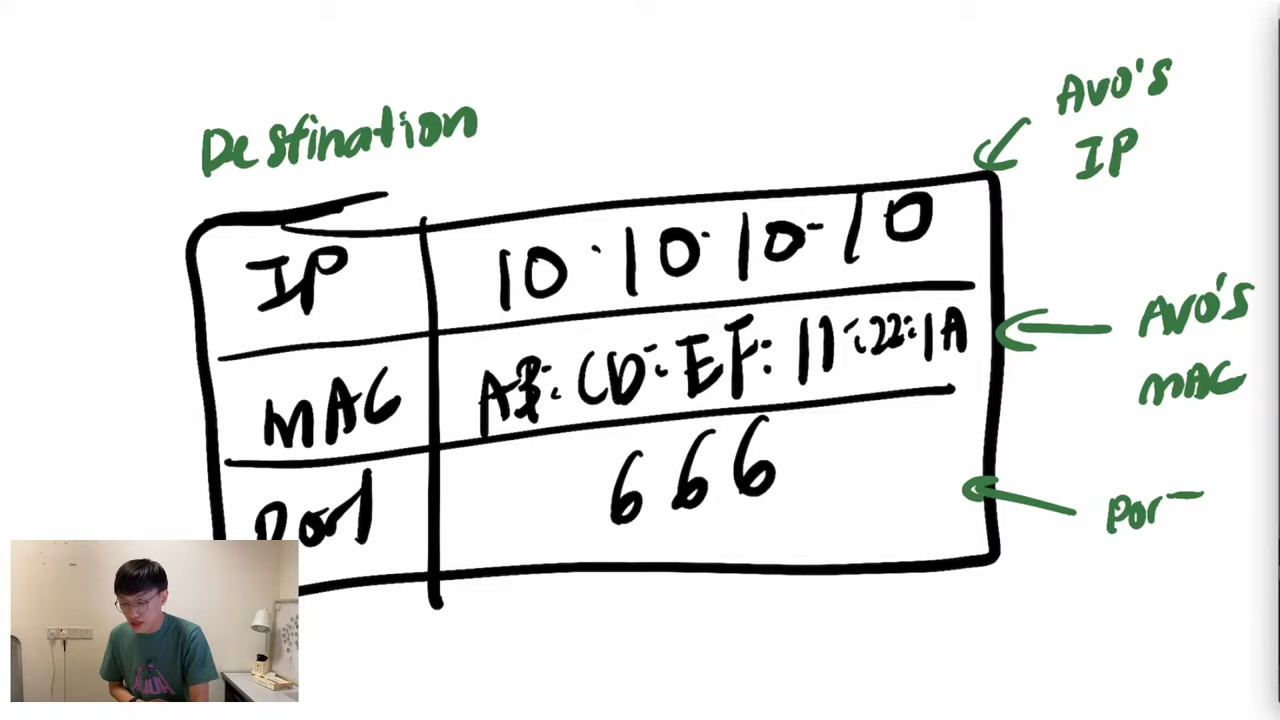 Destination
Avo's
IP
IP 10.10.10.10
MAC AB:CD:EF:11:22:1A
Avo's
MAC
Port 666
Port